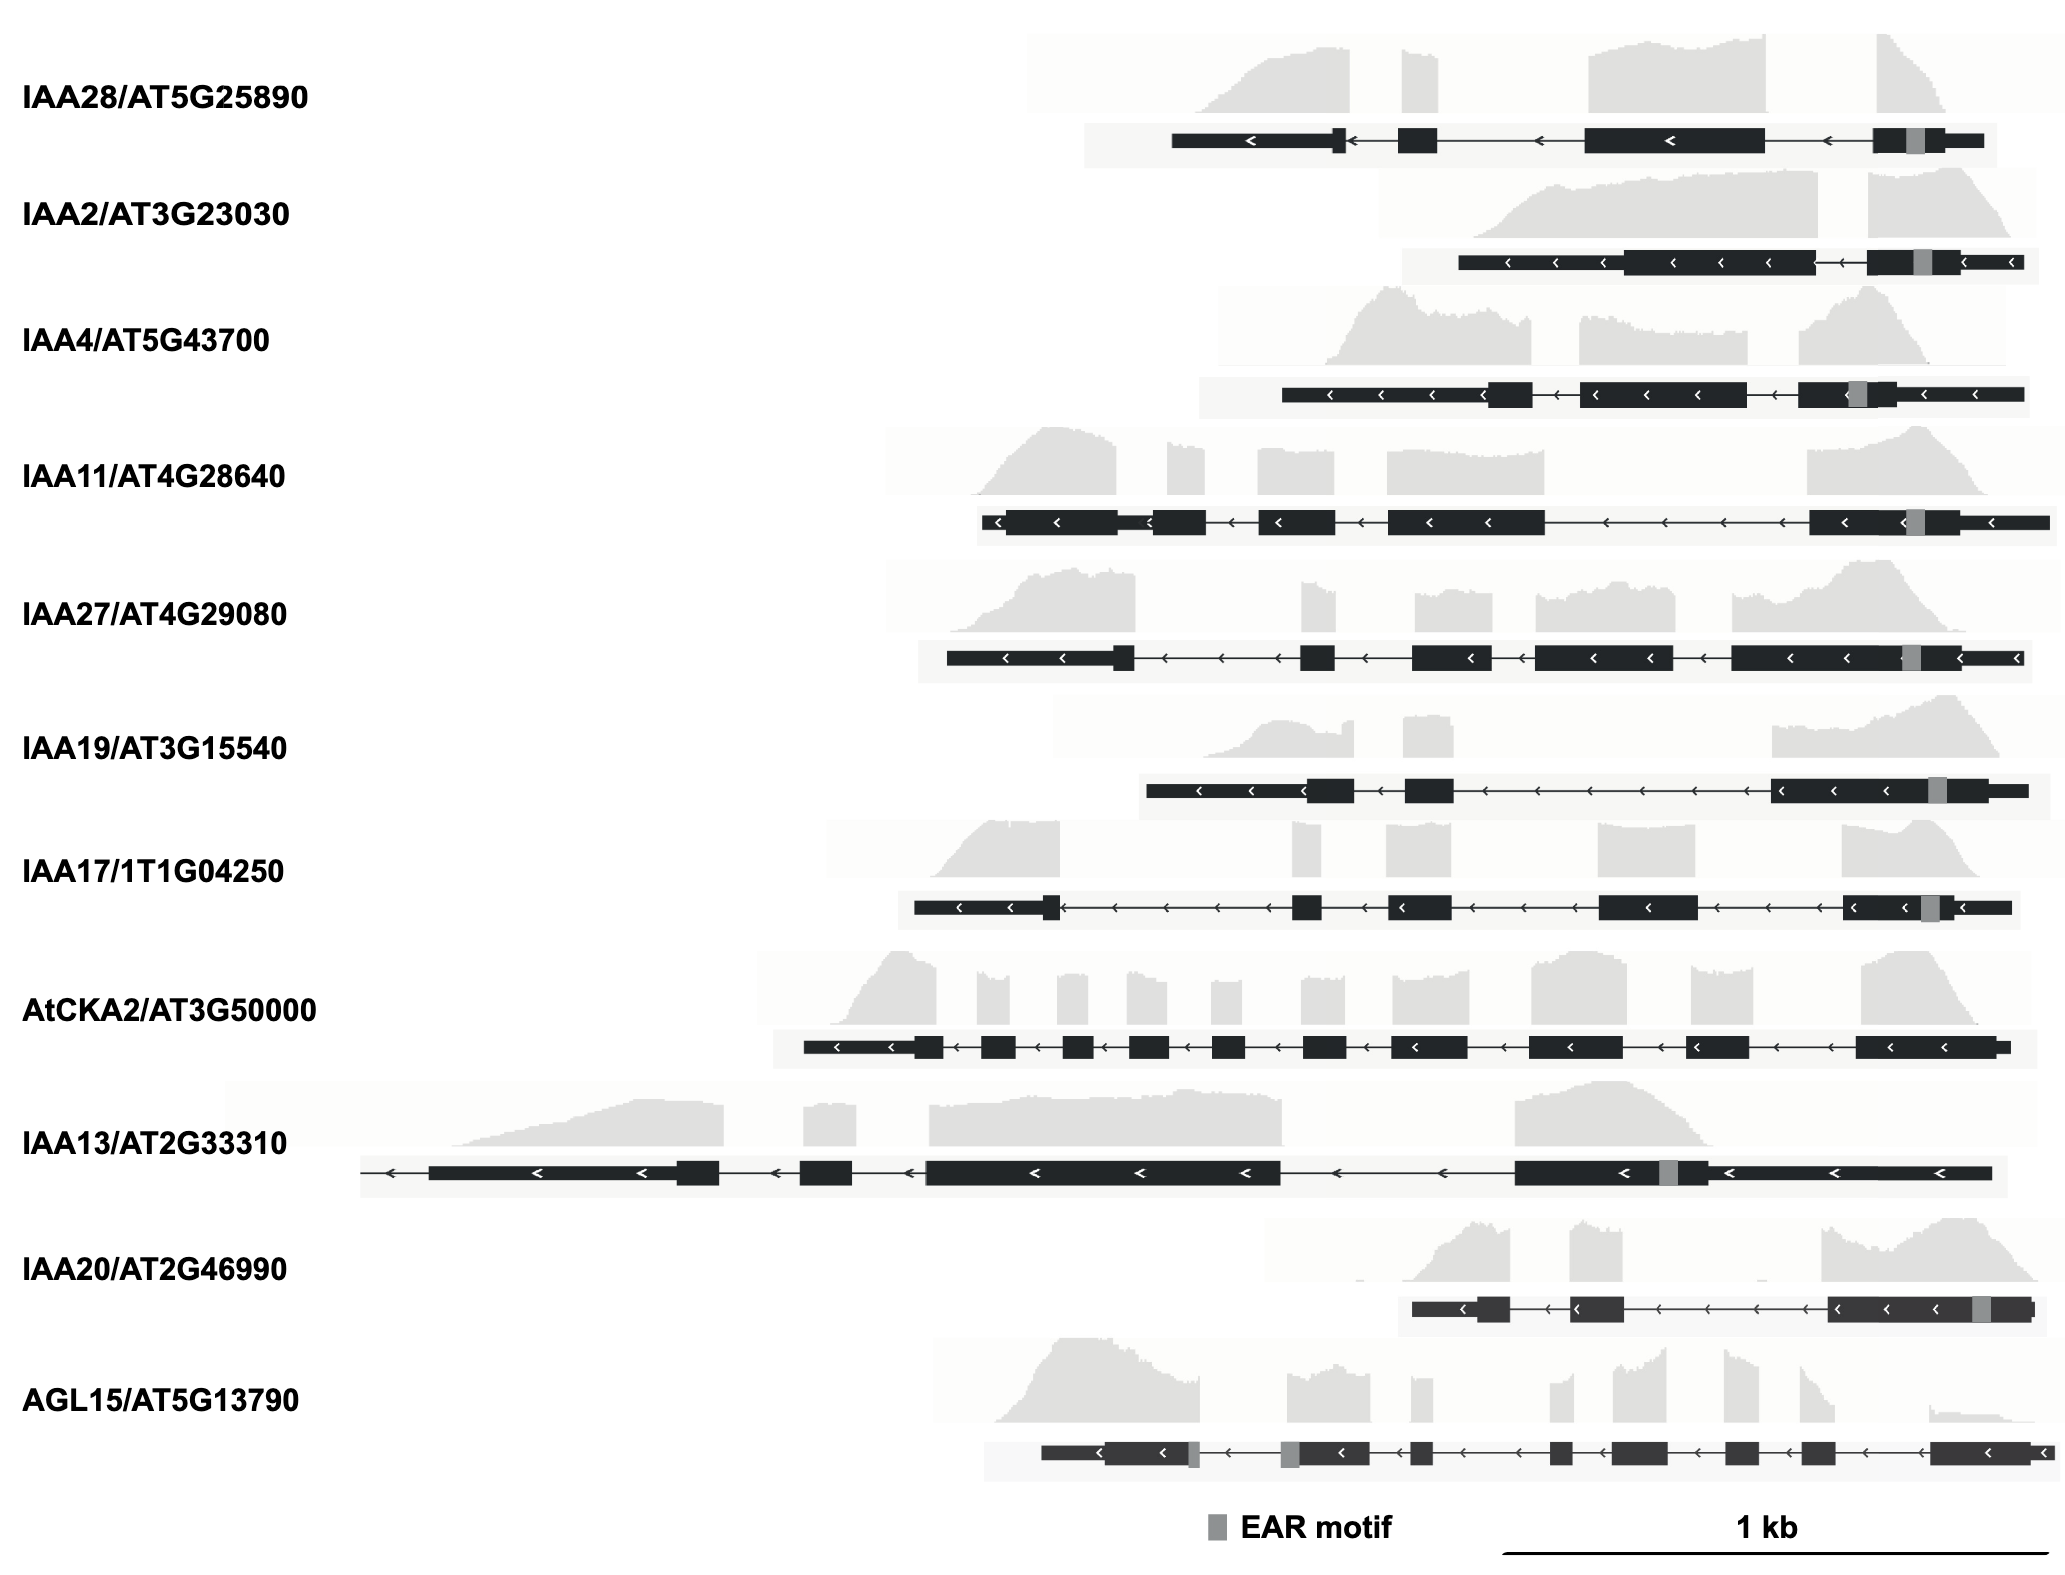 IAA28/AT5G25890
IAA2/AT3G23030
IAA4/AT5G43700
IAA11/AT4G28640
IAA27/AT4G29080
IAA19/AT3G15540
IAA17/1T1G04250
AtCKA2/AT3G50000
IAA13/AT2G33310
IAA20/AT2G46990
AGL15/AT5G13790
EAR motif 1 kb